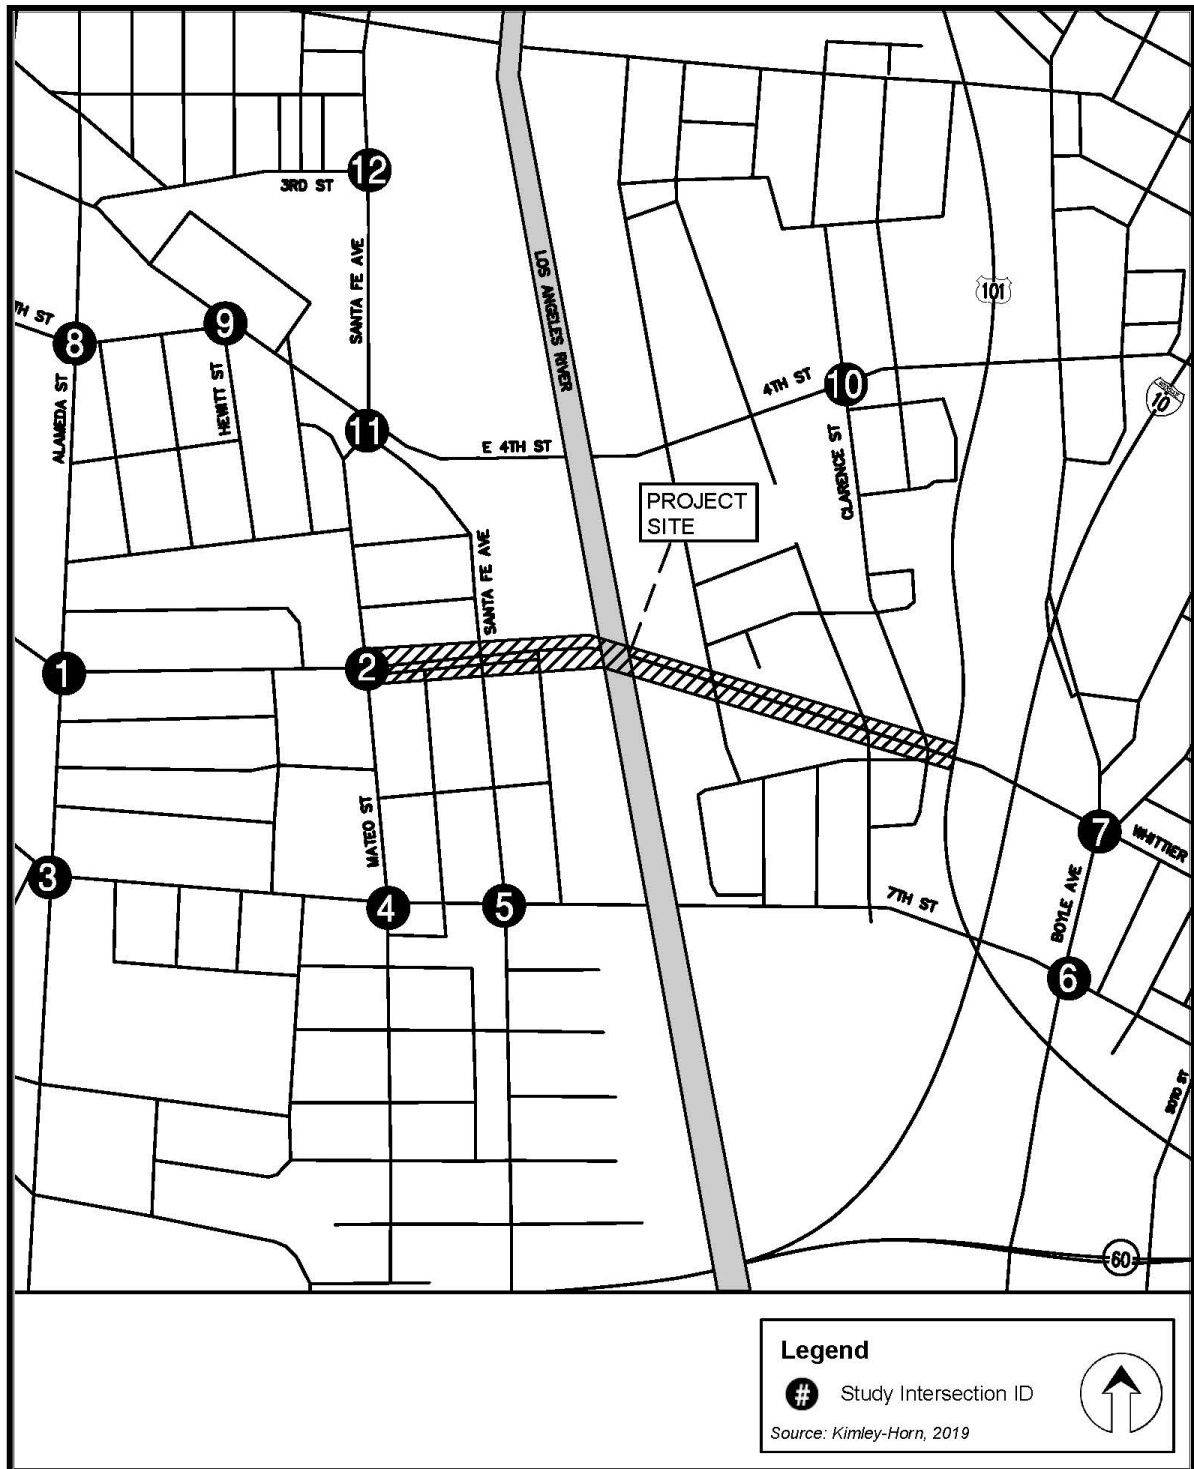 12
3RD ST
SANTA FE AVE
LOS ANGELES RIVER
101
TH ST
8
9
HEWITT ST
ALAMEDA ST
11
E 4TH ST
4TH ST
10
10
CLARENCE ST
PROJECT
SITE
SANTA FE AVE
1
2
MATEO ST
3
4
5
7TH ST
7
WHITTIER
BOYLE AVE
6
SOTO ST
60
Legend
# Study Intersection ID
Source: Kimley-Horn, 2019